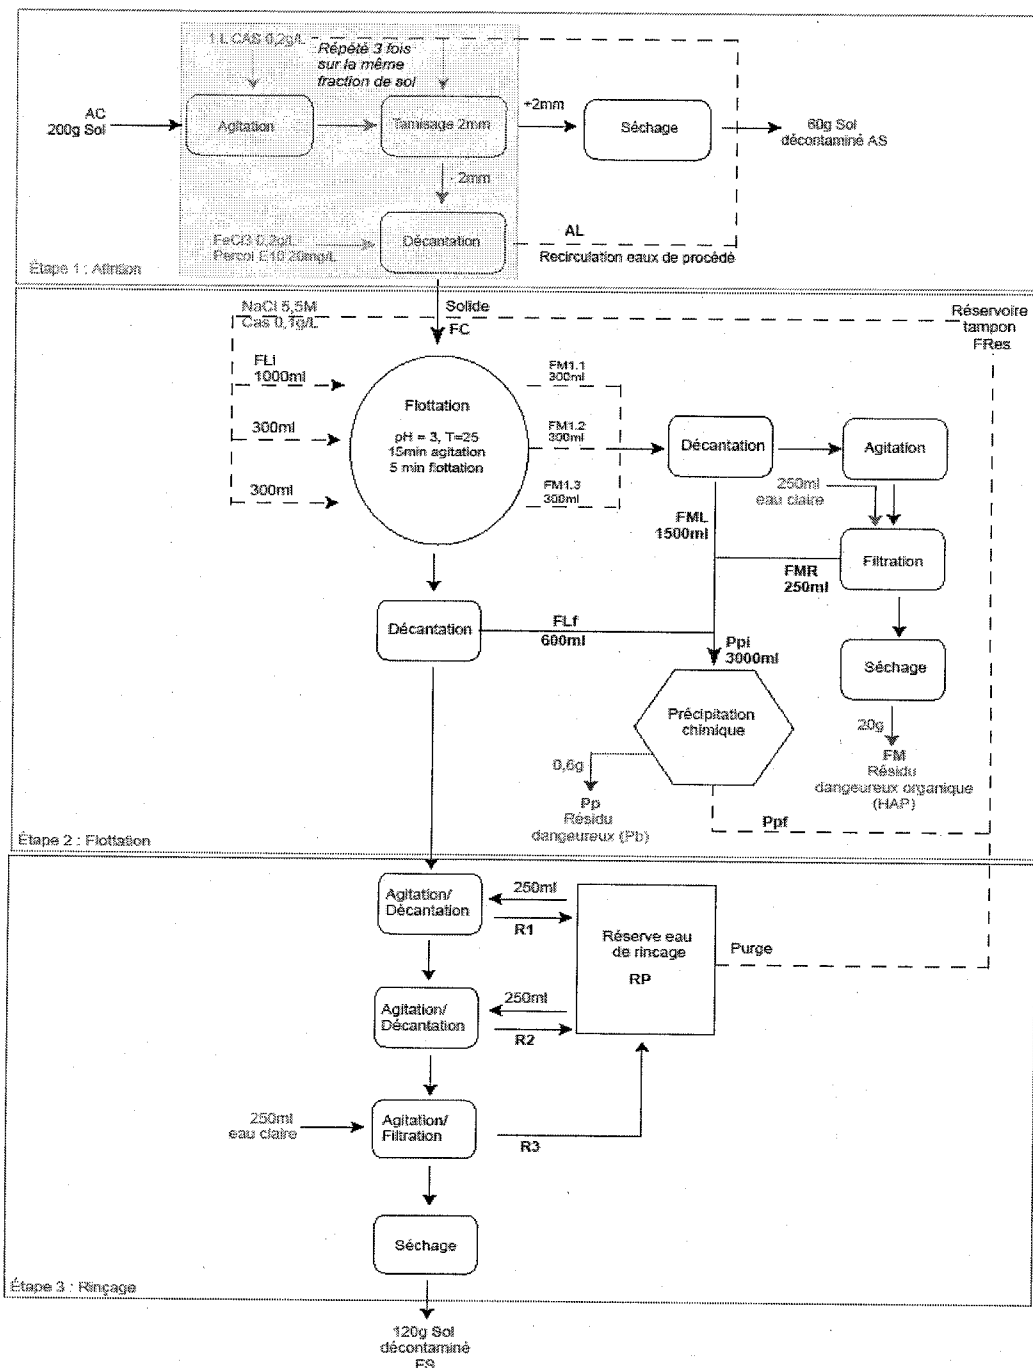 1 L CAS 0,2g/L
Répété 3 fois
sur la même
fraction de sol
AC
200g Sol
Agitation
Tamisage 2mm
+2mm
Séchage
60g Sol
décontaminé AS
- 2mm
FeCl3 0,2g/L
Percol E10 20mg/L
Décantation
AL
Recirculation eaux de procédé
Étape 1 : Attrition
NaCl 5,5M
Cas 0,1g/L
Solide
FC
Réservoire
tampon
FRes
FLi
1000ml
300ml
300ml
Flottation
pH = 3, T=25
15min agitation
5 min flottation
FM1.1
300ml
FM1.2
300ml
FM1.3
300ml
Décantation
Agitation
250ml
eau claire
FML
1500ml
Filtration
FMR
250ml
Décantation
FLf
600ml
Ppi
3000ml
Séchage
Précipitation
chimique
20g
FM
Résidu
dangeureux organique
(HAP)
0,6g
Pp
Résidu
dangeureux (Pb)
Ppf
Étape 2 : Flottation
Agitation/
Décantation
250ml
R1
Réserve eau
de rincage
RP
Purge
Agitation/
Décantation
250ml
R2
250ml
eau claire
Agitation/
Filtration
R3
Séchage
Étape 3 : Rinçage
120g Sol
décontaminé
FS